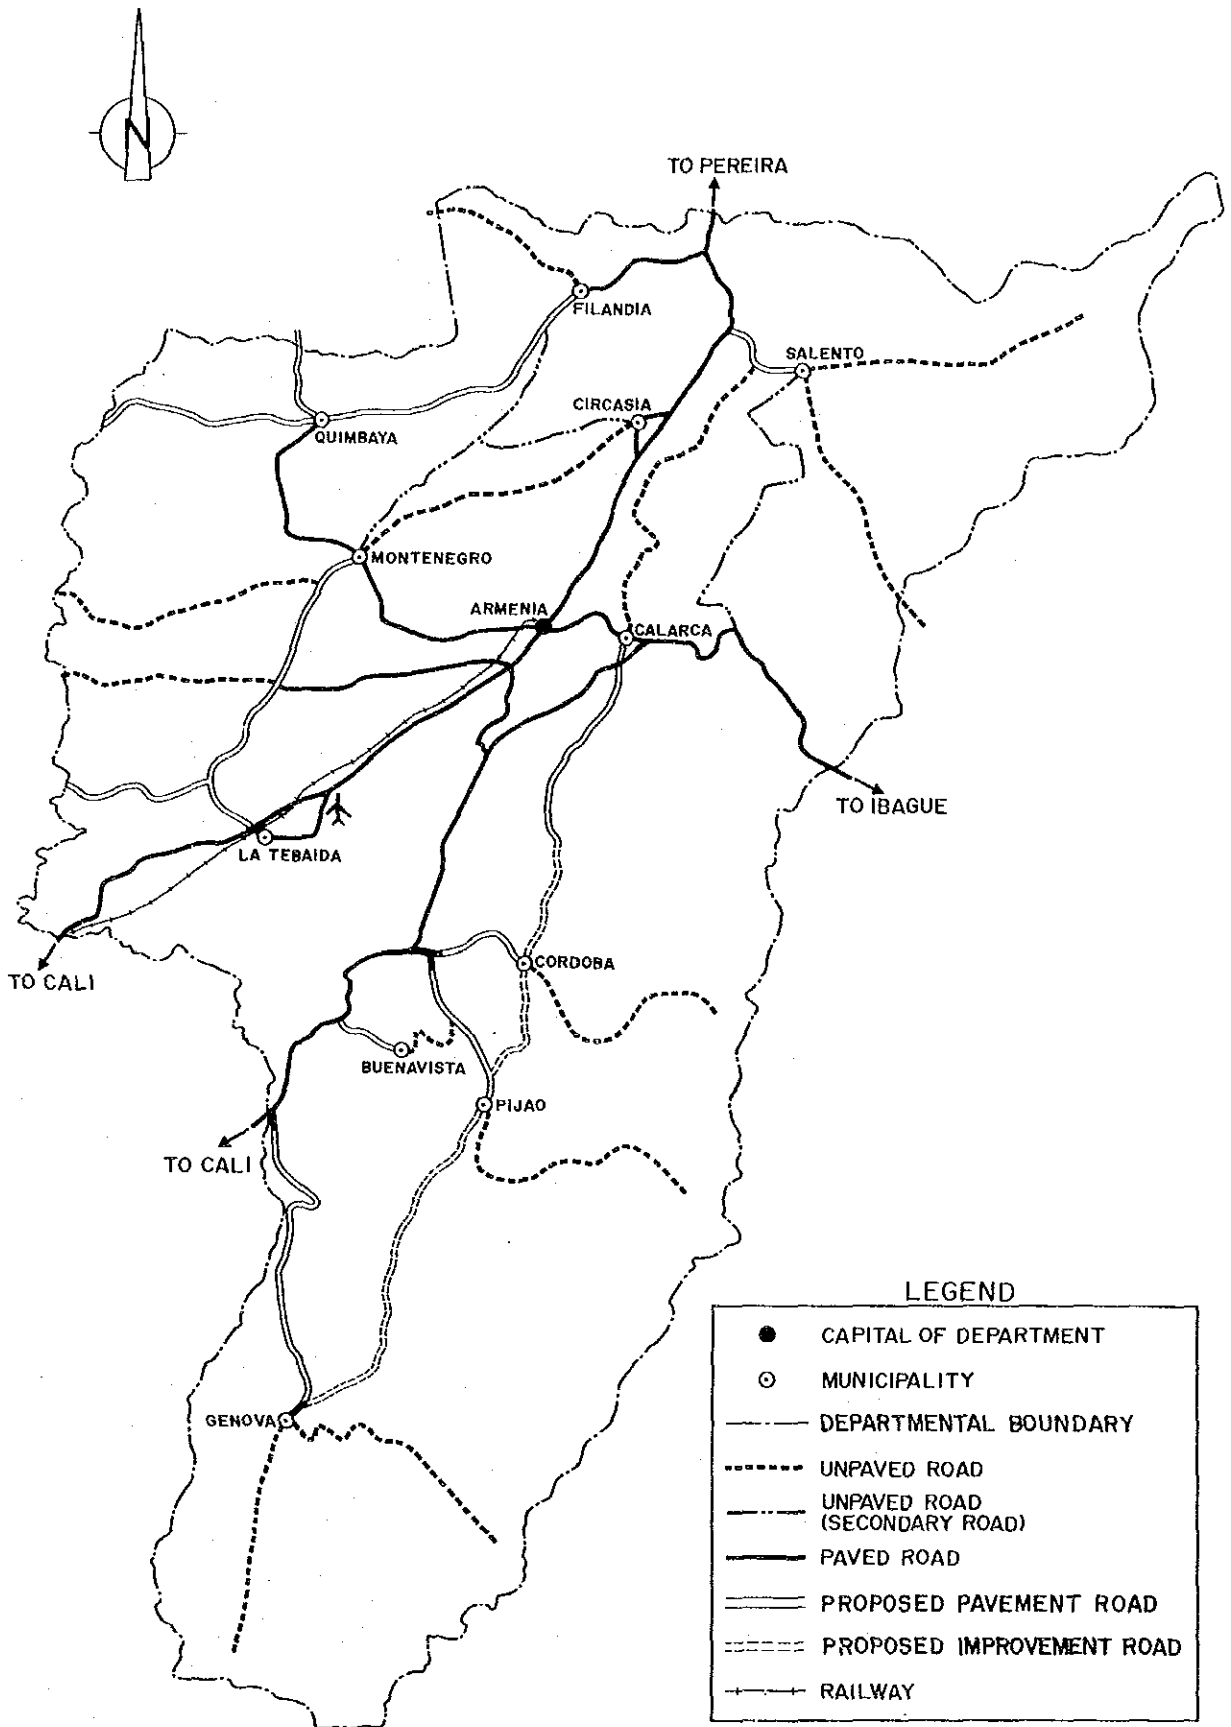 N
TO PEREIRA
FILANDIA
SALENTO
CIRCASIA
QUIMBAYA
MONTENEGRO
ARMENIA
CALARCA
TO IBAGUE
LA TEBAIDA
TO CALI
CORDOBA
BUENAVISTA
PIJAO
TO CALI
GENOVA
LEGEND
CAPITAL OF DEPARTMENT
MUNICIPALITY
DEPARTMENTAL BOUNDARY
UNPAVED ROAD
UNPAVED ROAD
(SECONDARY ROAD)
PAVED ROAD
PROPOSED PAVEMENT ROAD
PROPOSED IMPROVEMENT ROAD
RAILWAY